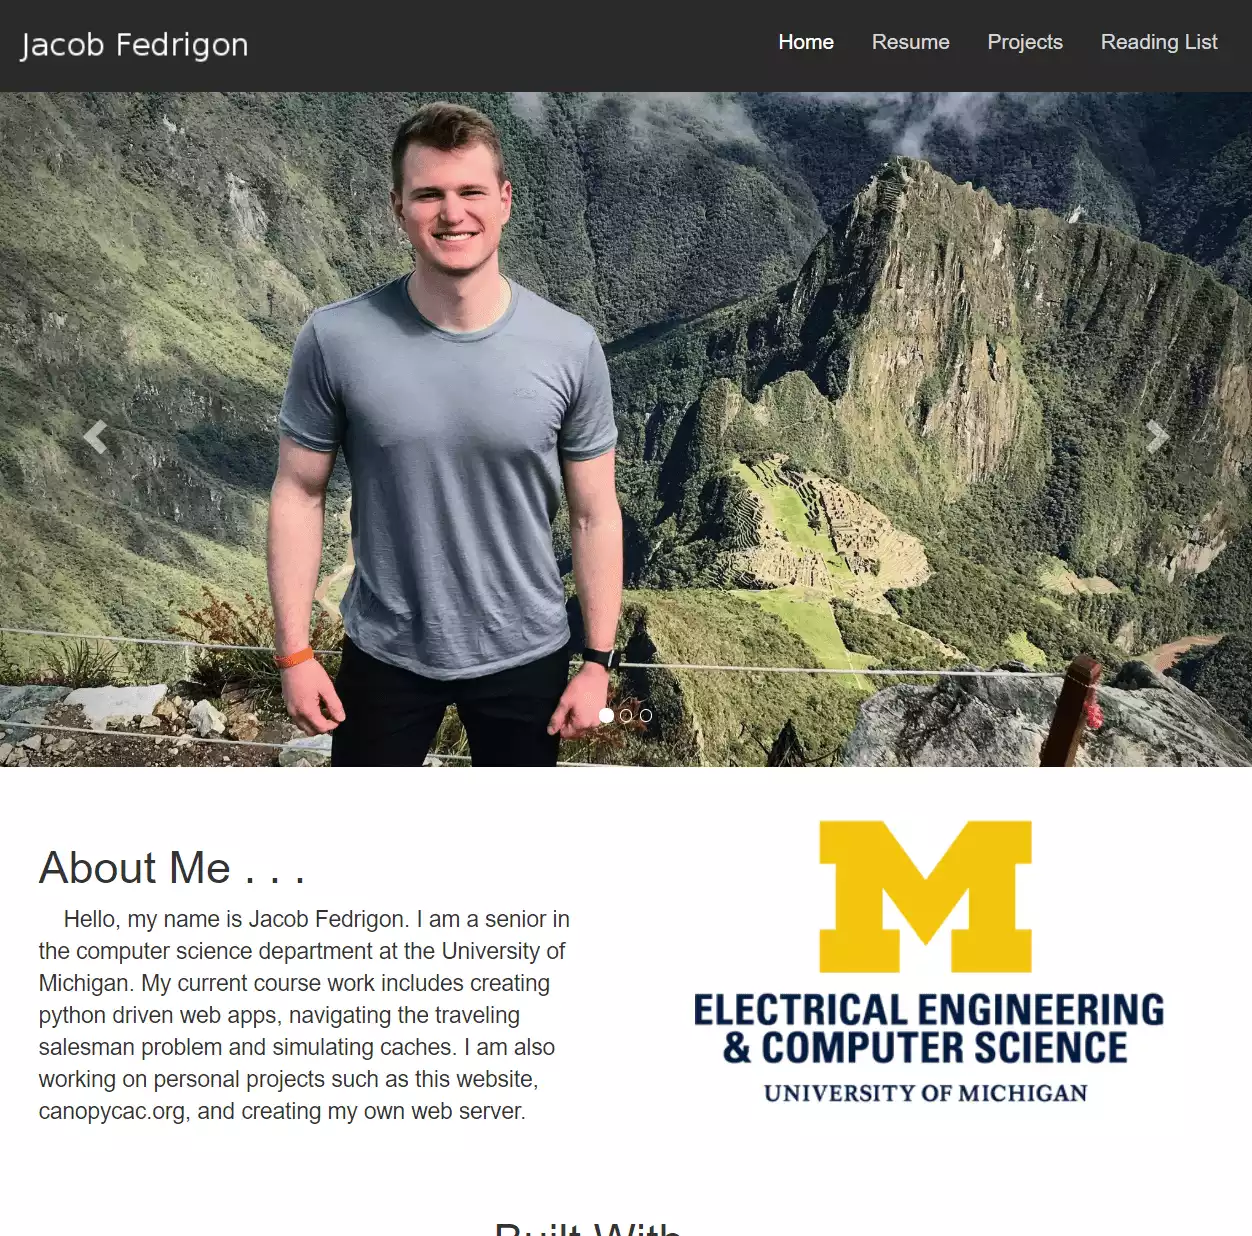 Jacob Fedrigon
Home Resume Projects Reading List
About Me . . .
Hello, my name is Jacob Fedrigon. I am a senior in
the computer science department at the University of
Michigan. My current course work includes creating
python driven web apps, navigating the traveling
salesman problem and simulating caches. I am also
working on personal projects such as this website,
canopycac.org, and creating my own web server.
M
ELECTRICAL ENGINEERING
& COMPUTER SCIENCE
UNIVERSITY OF MICHIGAN
Built With